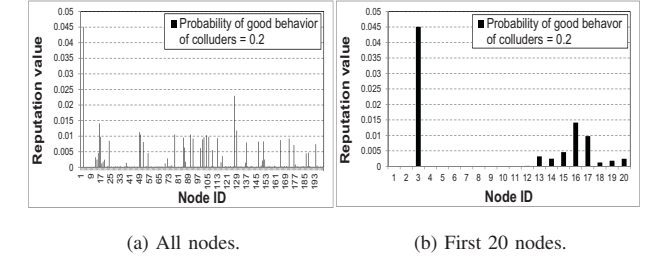 0.05
0.045
0.04
0.035
0.03
0.025
0.02
0.015
0.01
0.005
0
Reputation value
Probability of good behavior
of colluders = 0.2
1 9 17 25 33 41 49 57 65 73 81 89 97 105 113 121 129 137 145 153 161 169 177 185 193
Node ID
(a) All nodes.
0.05
0.045
0.04
0.035
0.03
0.025
0.02
0.015
0.01
0.005
0
Reputation value
Probability of good behavor
of colluders = 0.2
1 2 3 4 5 6 7 8 9 10 11 12 13 14 15 16 17 18 19 20
Node ID
(b) First 20 nodes.